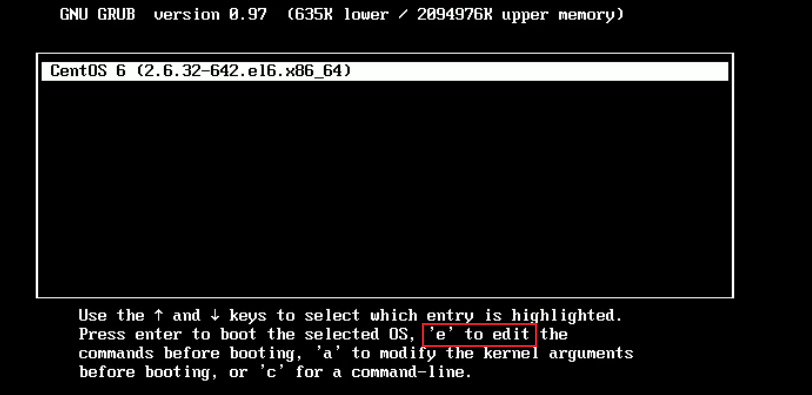 GNU GRUB  version 0.97  (635K lower / 2094976K upper memory)
CentOS 6 (2.6.32-642.el6.x86_64)
Use the ↑ and ↓ keys to select which entry is highlighted.
Press enter to boot the selected OS, 'e' to edit the
commands before booting, 'a' to modify the kernel arguments
before booting, or 'c' for a command-line.